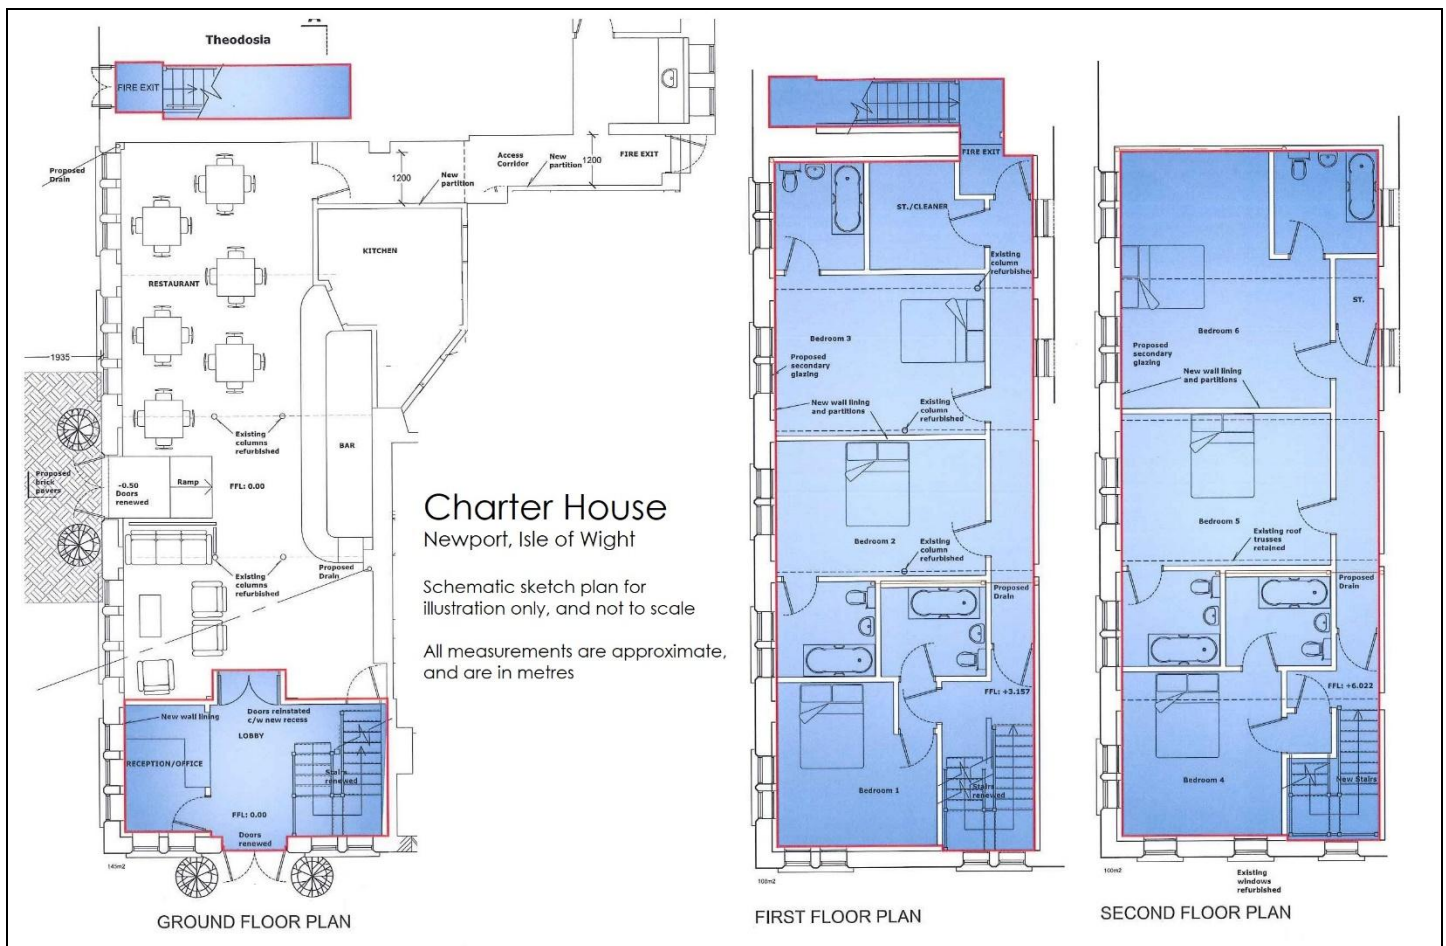 A
Theodosia
FIRE EXIT
Proposed
Drain
1200
New
partition
Access
Corridor
New
partition
1200
FIRE EXIT
KITCHEN
RESTAURANT
1935
Existing
columns
refurbished
BAR
Proposed
brick
pavers
-0.50
Doors
renewed
Ramp
FFL: 0.00
Existing
columns
refurbished
Proposed
Drain
New wall lining
Doors reinstated
c/w new recess
LOBBY
RECEPTION/OFFICE
Stairs
renewed
FFL: 0.00
Doors
renewed
145m2
GROUND FLOOR PLAN
Charter House
Newport, Isle of Wight
Schematic sketch plan for
illustration only, and not to scale
All measurements are approximate,
and are in metres
FIRE EXIT
ST./CLEANER
Existing
column
refurbished
Bedroom 3
Proposed
secondary
glazing
New wall lining
and partitions
Existing
column
refurbished
Bedroom 2
Existing
column
refurbished
Proposed
Drain
FFL: +3.157
Bedroom 1
Stairs
renewed
FIRST FLOOR PLAN
ST.
Bedroom 6
Proposed
secondary
glazing
New wall lining
and partitions
Bedroom 5
Existing roof
trusses
retained
Proposed
Drain
FFL: +6.022
Bedroom 4
New Stairs
100m2
Existing
windows
refurbished
SECOND FLOOR PLAN